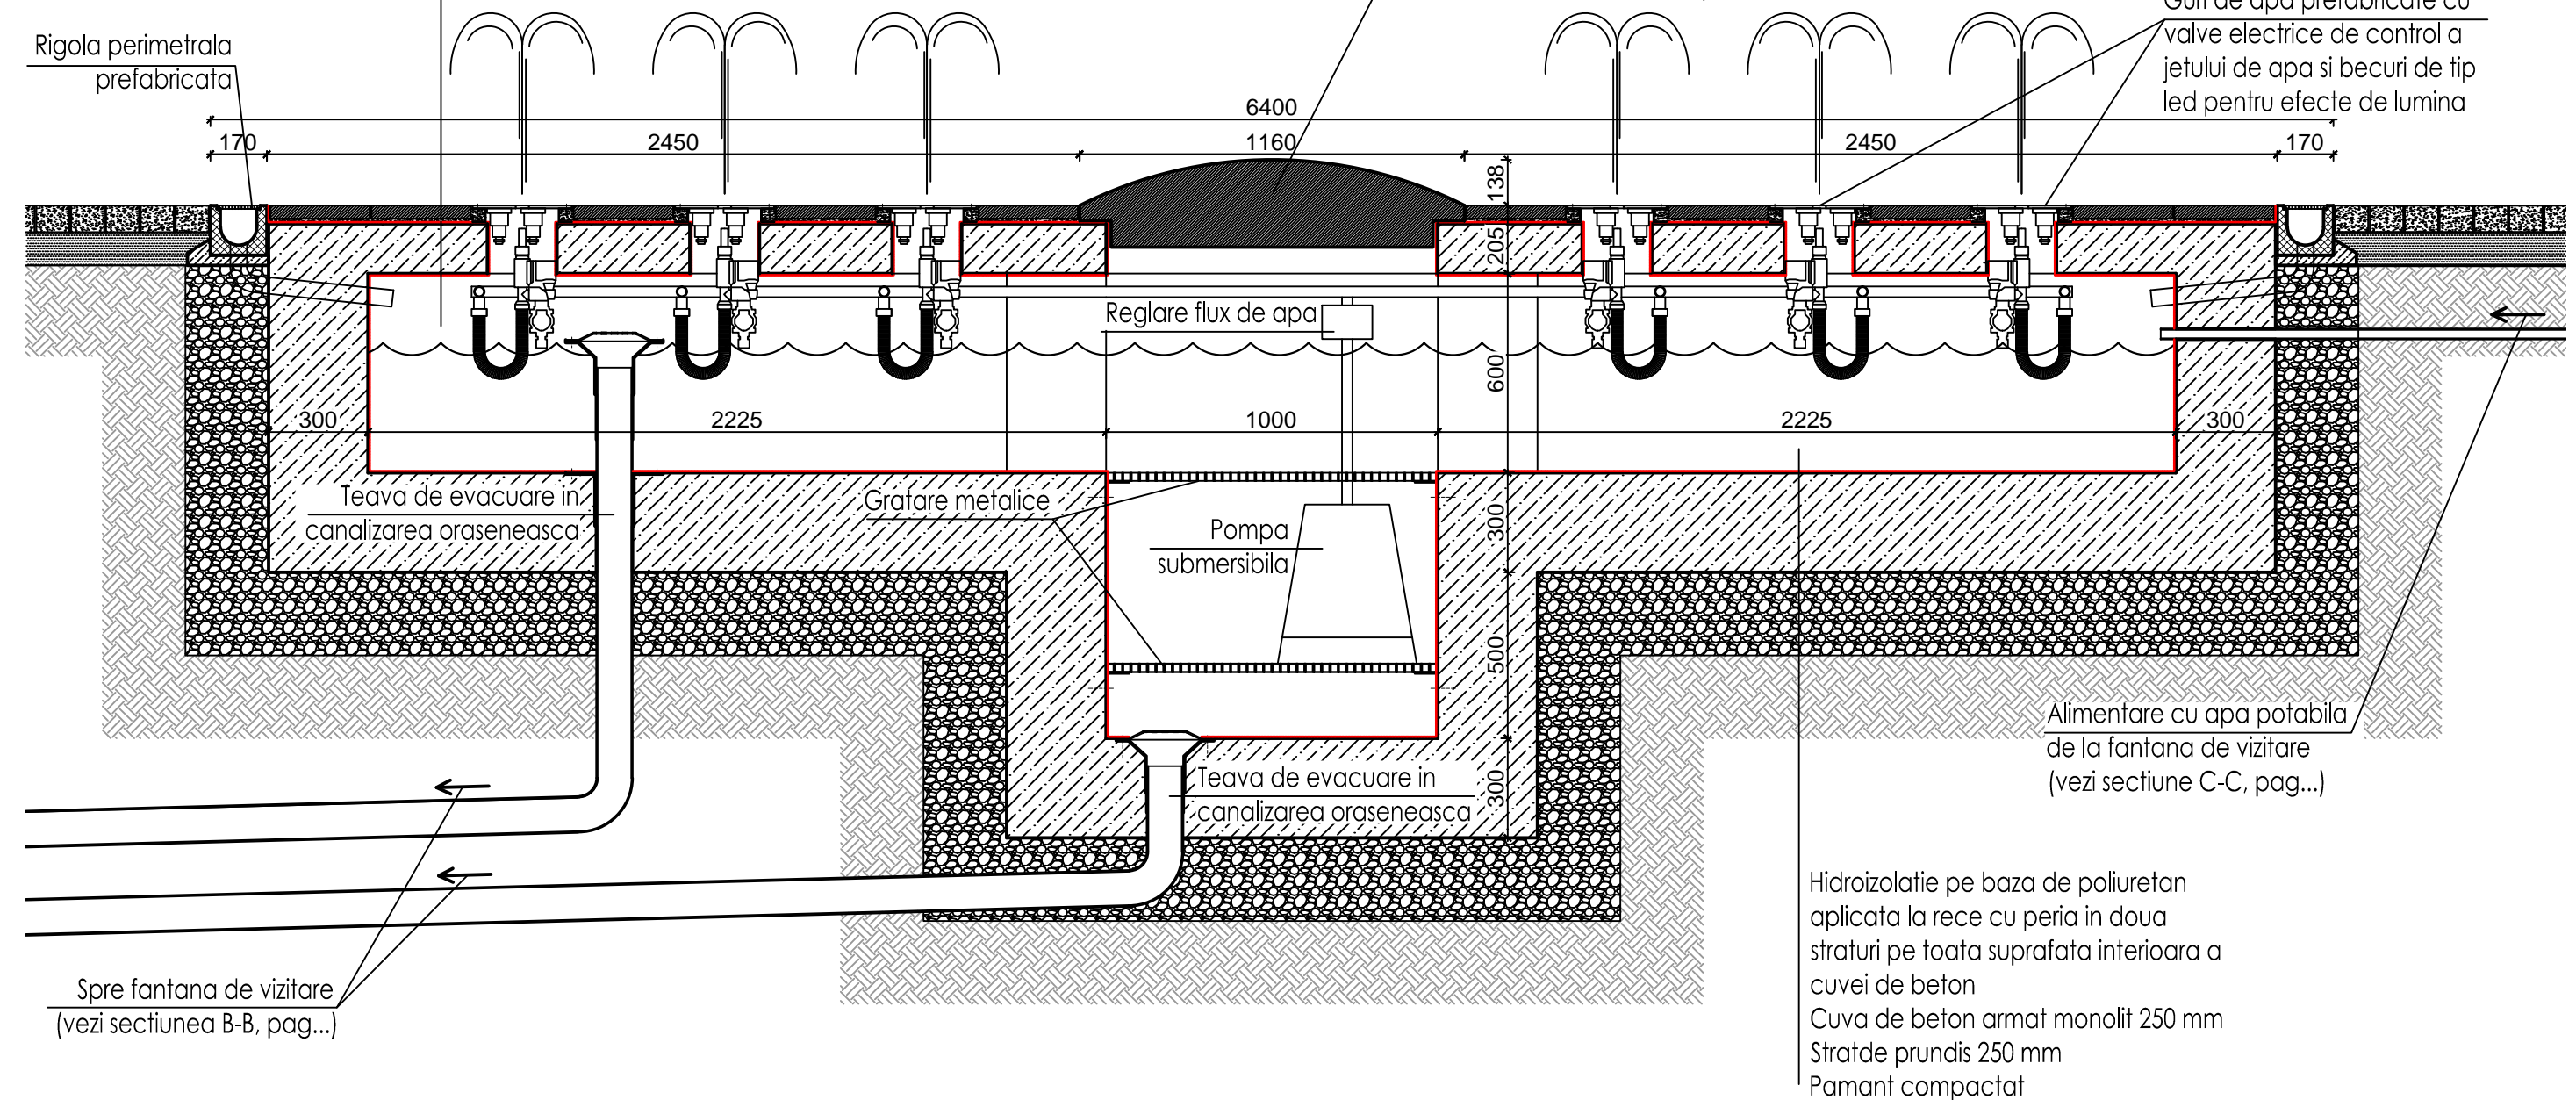 Guri de apa prefabricate cu
valve electrice de control a
jetului de apa si becuri de tip
led pentru efecte de lumina
Rigola perimetrala
prefabricata
6400
170
2450
1160
2450
170
138
205
Reglare flux de apa
600
300
2225
1000
2225
300
Teava de evacuare in
canalizarea oraseneasca
Gratare metalice
Pompa
submersibila
300
500
Alimentare cu apa potabila
de la fantana de vizitare
(vezi sectiune C-C, pag...)
Teava de evacuare in
canalizarea oraseneasca
300
Spre fantana de vizitare
(vezi sectiunea B-B, pag...)
Hidroizolatie pe baza de poliuretan
aplicata la rece cu peria in doua
straturi pe toata suprafata interioara a
cuvei de beton
Cuva de beton armat monolit 250 mm
Stratde prundis 250 mm
Pamant compactat